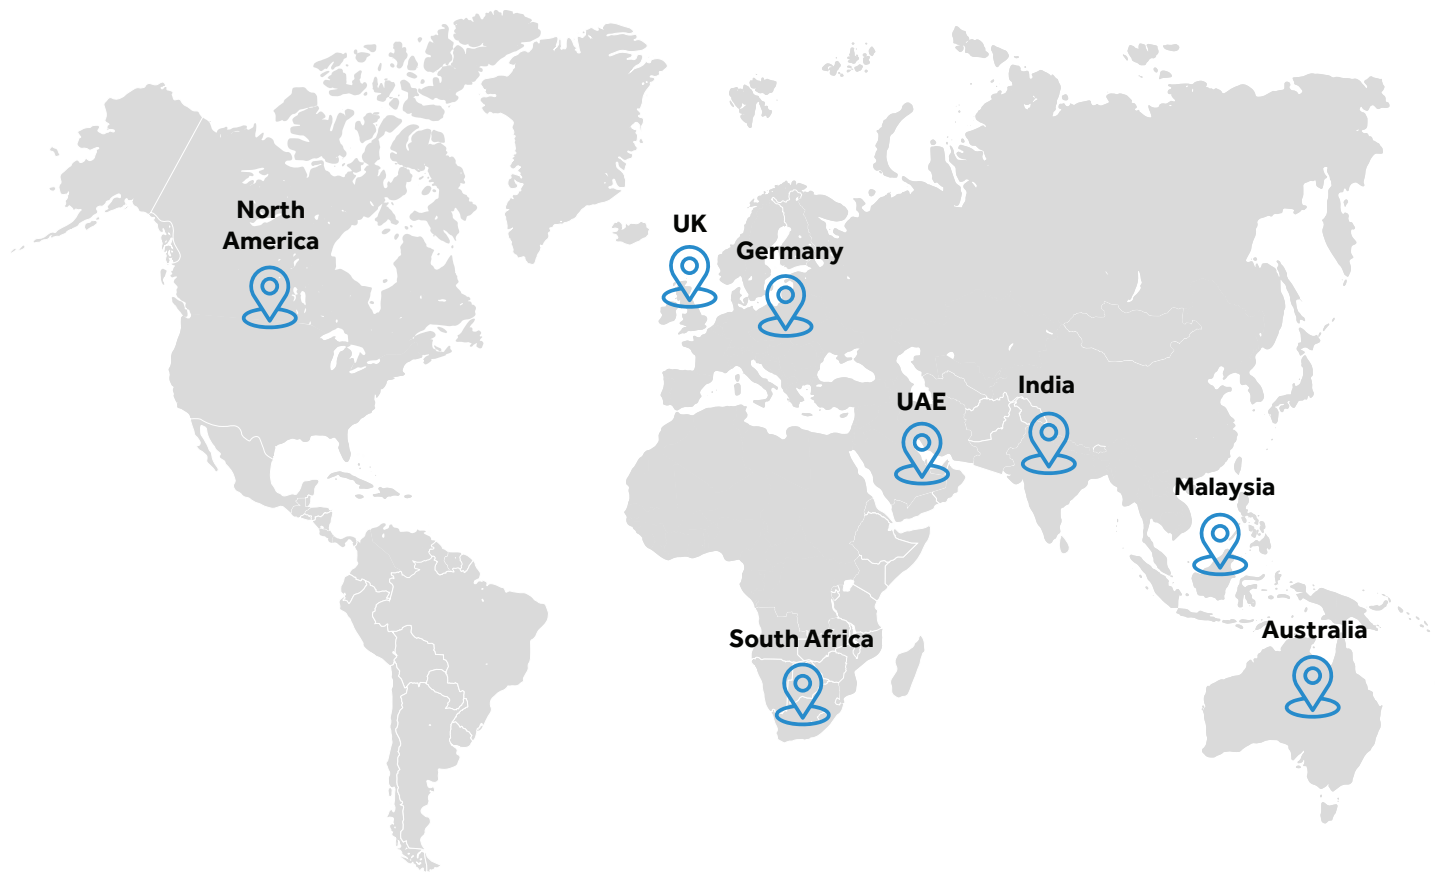 North
America
UK
Germany
UAE
India
Malaysia
South Africa
Australia